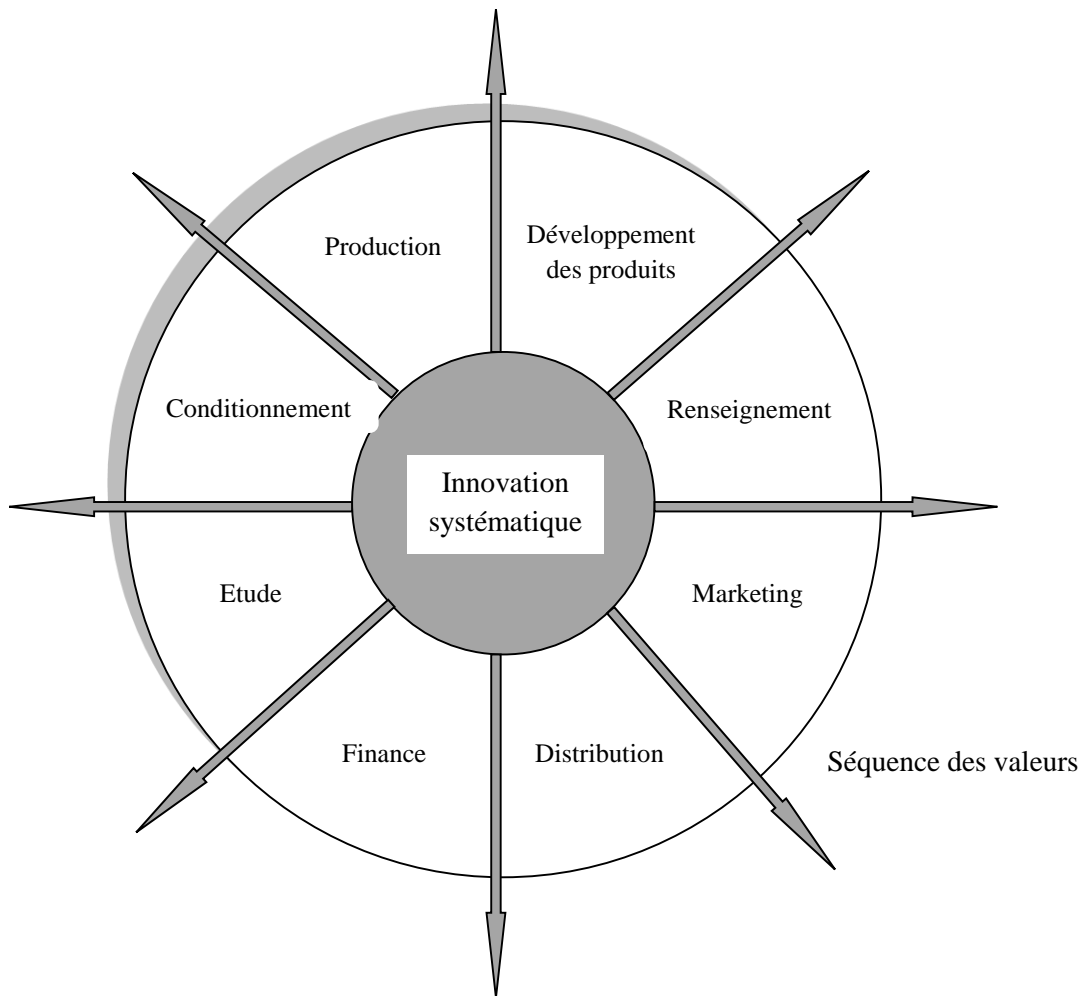 Production
Développement
des produits
Conditionnement
Renseignement
Innovation
systématique
Etude
Marketing
Finance
Distribution
Séquence des valeurs